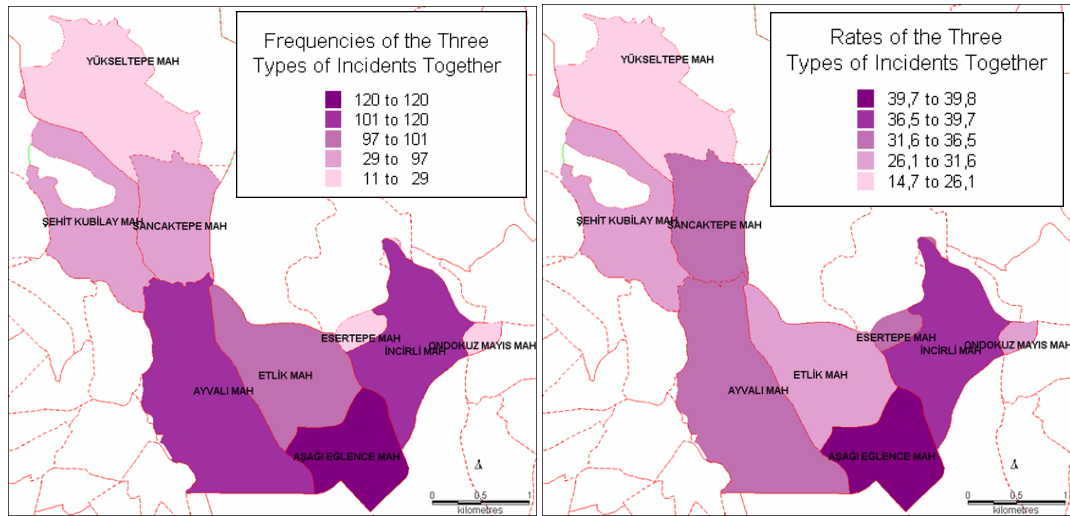 Frequencies of the Three
Types of Incidents Together
120 to 120
101 to 120
97 to 101
29 to 97
11 to 29
YÜKSELTEPE MAH
ŞEHİT KUBİLAY MAH
SANCAKTEPE MAH
ESERTEPE MAH
İNCİRLİ MAH
ONDOKUZ MAYIS MAH
ETLİK MAH
AYVALI MAH
AŞAĞI EĞLENCE MAH
0 0,5 1
kilometres
Rates of the Three
Types of Incidents Together
39,7 to 39,8
36,5 to 39,7
31,6 to 36,5
26,1 to 31,6
14,7 to 26,1
YÜKSELTEPE MAH
ŞEHİT KUBİLAY MAH
SANCAKTEPE MAH
ESERTEPE MAH
İNCİRLİ MAH
ONDOKUZ MAYIS MAH
ETLİK MAH
AYVALI MAH
AŞAĞI EĞLENCE MAH
0 0,5 1
kilometres